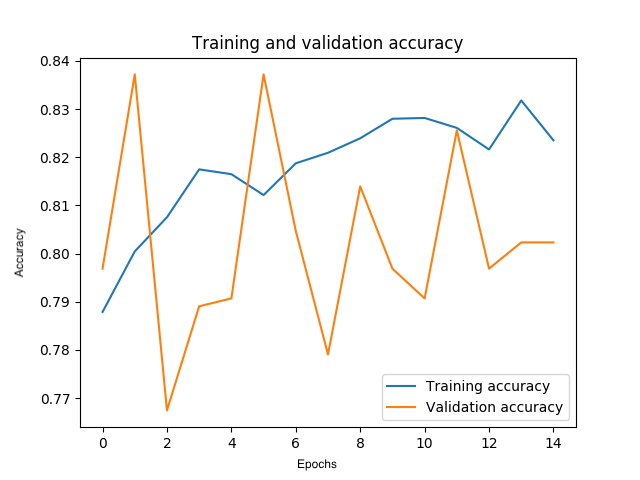 Training and validation accuracy
0.84
0.83
0.82
0.81
0.80
0.79
0.78
0.77
Accuracy
Training accuracy
Validation accuracy
0 2 4 6 8 10 12 14
Epochs